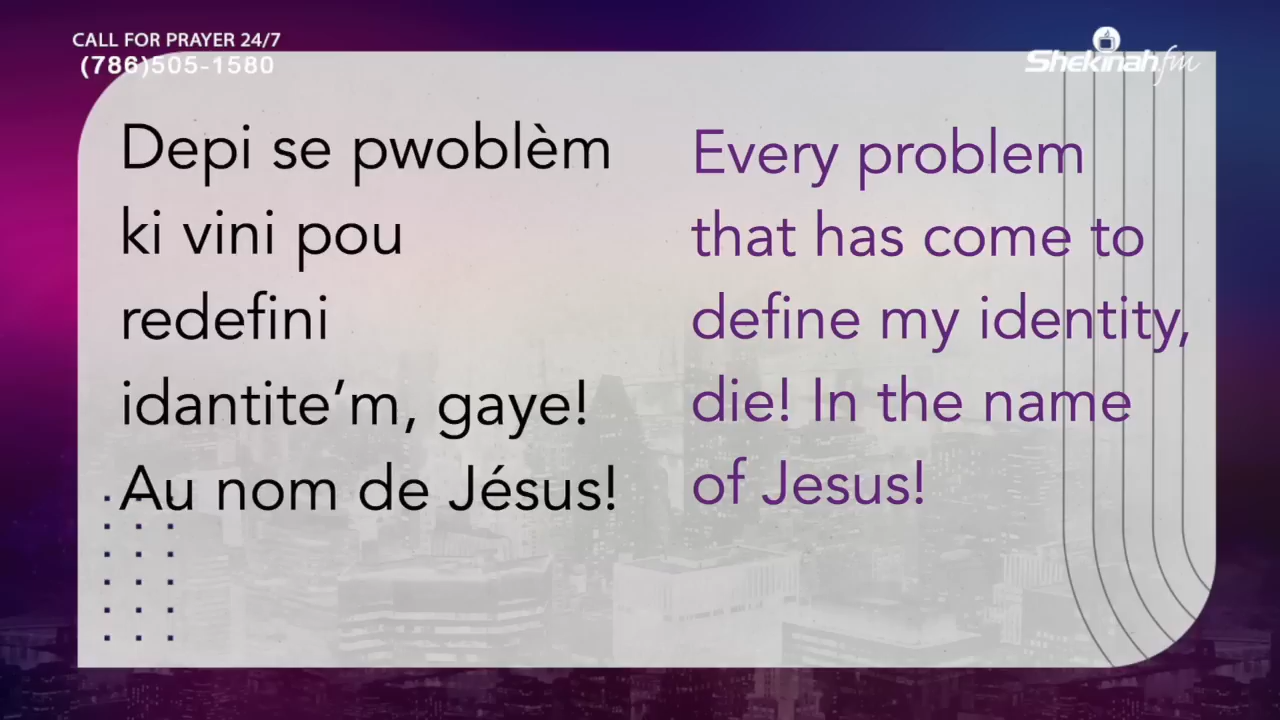 CALL FOR PRAYER 24/7
(786)505-1580
Shekinah.fm
Depi se pwoblèm
ki vini pou
redefini
idantite’m, gaye!
Au nom de Jésus!
Every problem
that has come to
define my identity,
die! In the name
of Jesus!